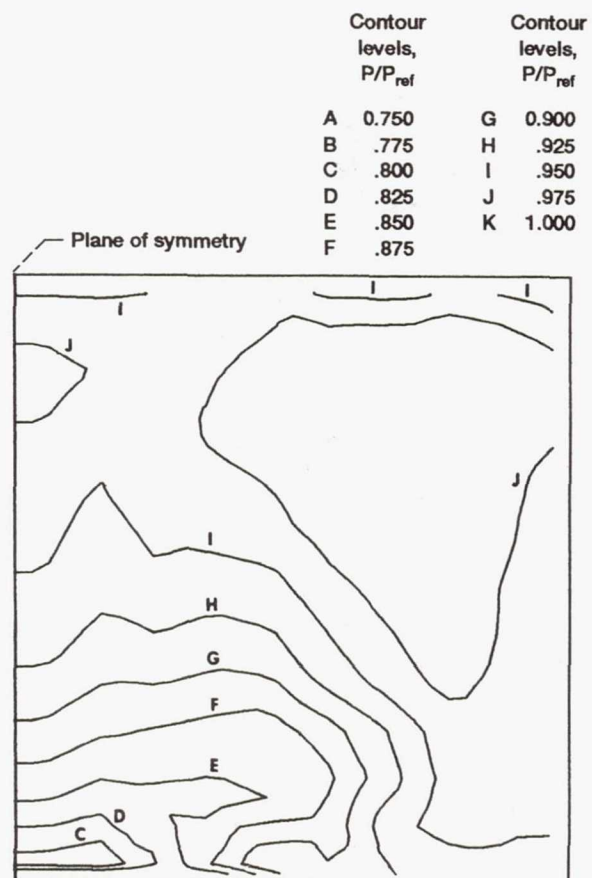 Contour levels, P/Pref
Contour levels, P/Pref
A 0.750 G 0.900
B .775 H .925
C .800 I .950
D .825 J .975
E .850 K 1.000
F .875
Plane of symmetry
I
I
I
J
J
I
H
G
F
E
D
C